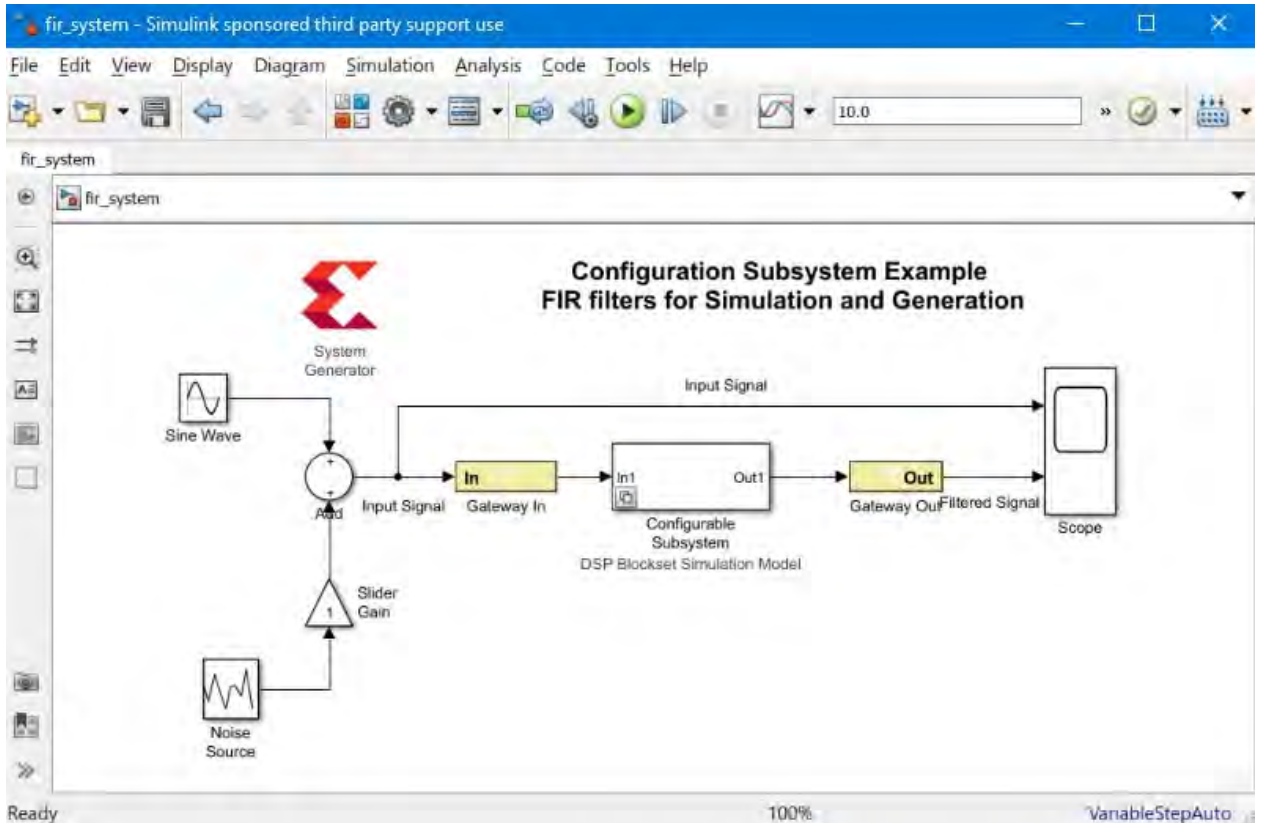 fir_system - Simulink sponsored third party support use
File Edit View Display Diagram Simulation Analysis Code Tools Help
10.0
»
fir_system
fir_system
Configuration Subsystem Example
FIR filters for Simulation and Generation
System
Generator
Input Signal
Sine Wave
+
+
Add
Input Signal
In
Gateway In
In1
Out1
Configurable
Subsystem
DSP Blockset Simulation Model
Out
Gateway Out
Filtered Signal
Scope
1
Slider
Gain
Noise
Source
Ready
100%
VariableStepAuto